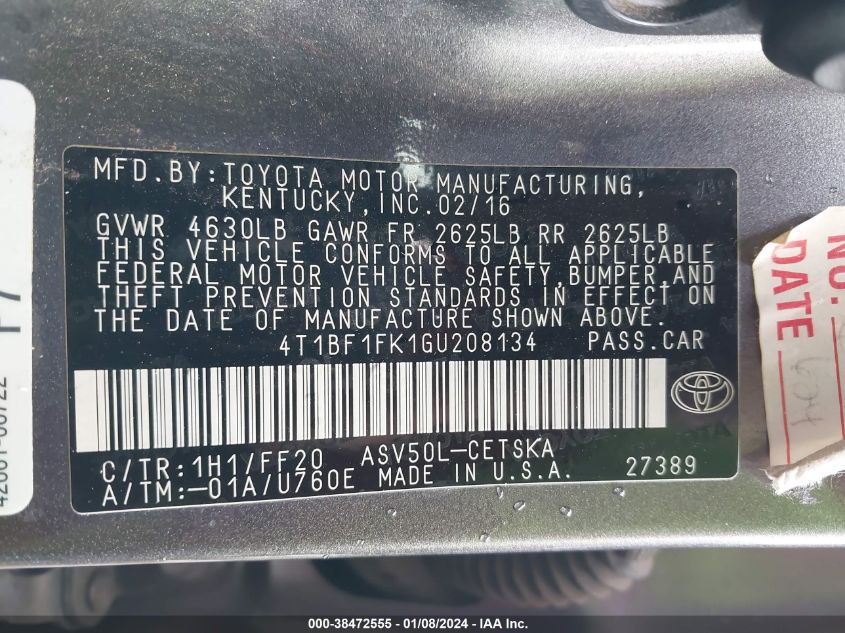 MFD.BY:TOYOTA MOTOR MANUFACTURING,
KENTUCKY, INC.02/16
GVWR 4630LB GAWR FR 2625LB RR 2625LB
THIS VEHICLE CONFORMS TO ALL APPLICABLE
FEDERAL MOTOR VEHICLE SAFETY,BUMPER,AND
THEFT PREVENTION STANDARDS IN EFFECT ON
THE DATE OF MANUFACTURE SHOWN ABOVE.
4T1BF1FK1GU208134 PASS.CAR
C/TR:1H1/FF20 ASV50L-CETSKA
A/TM:-01A/U760E MADE IN U.S.A. 27389
NO.
DATE
000-38472555 - 01/08/2024 - IAA Inc.